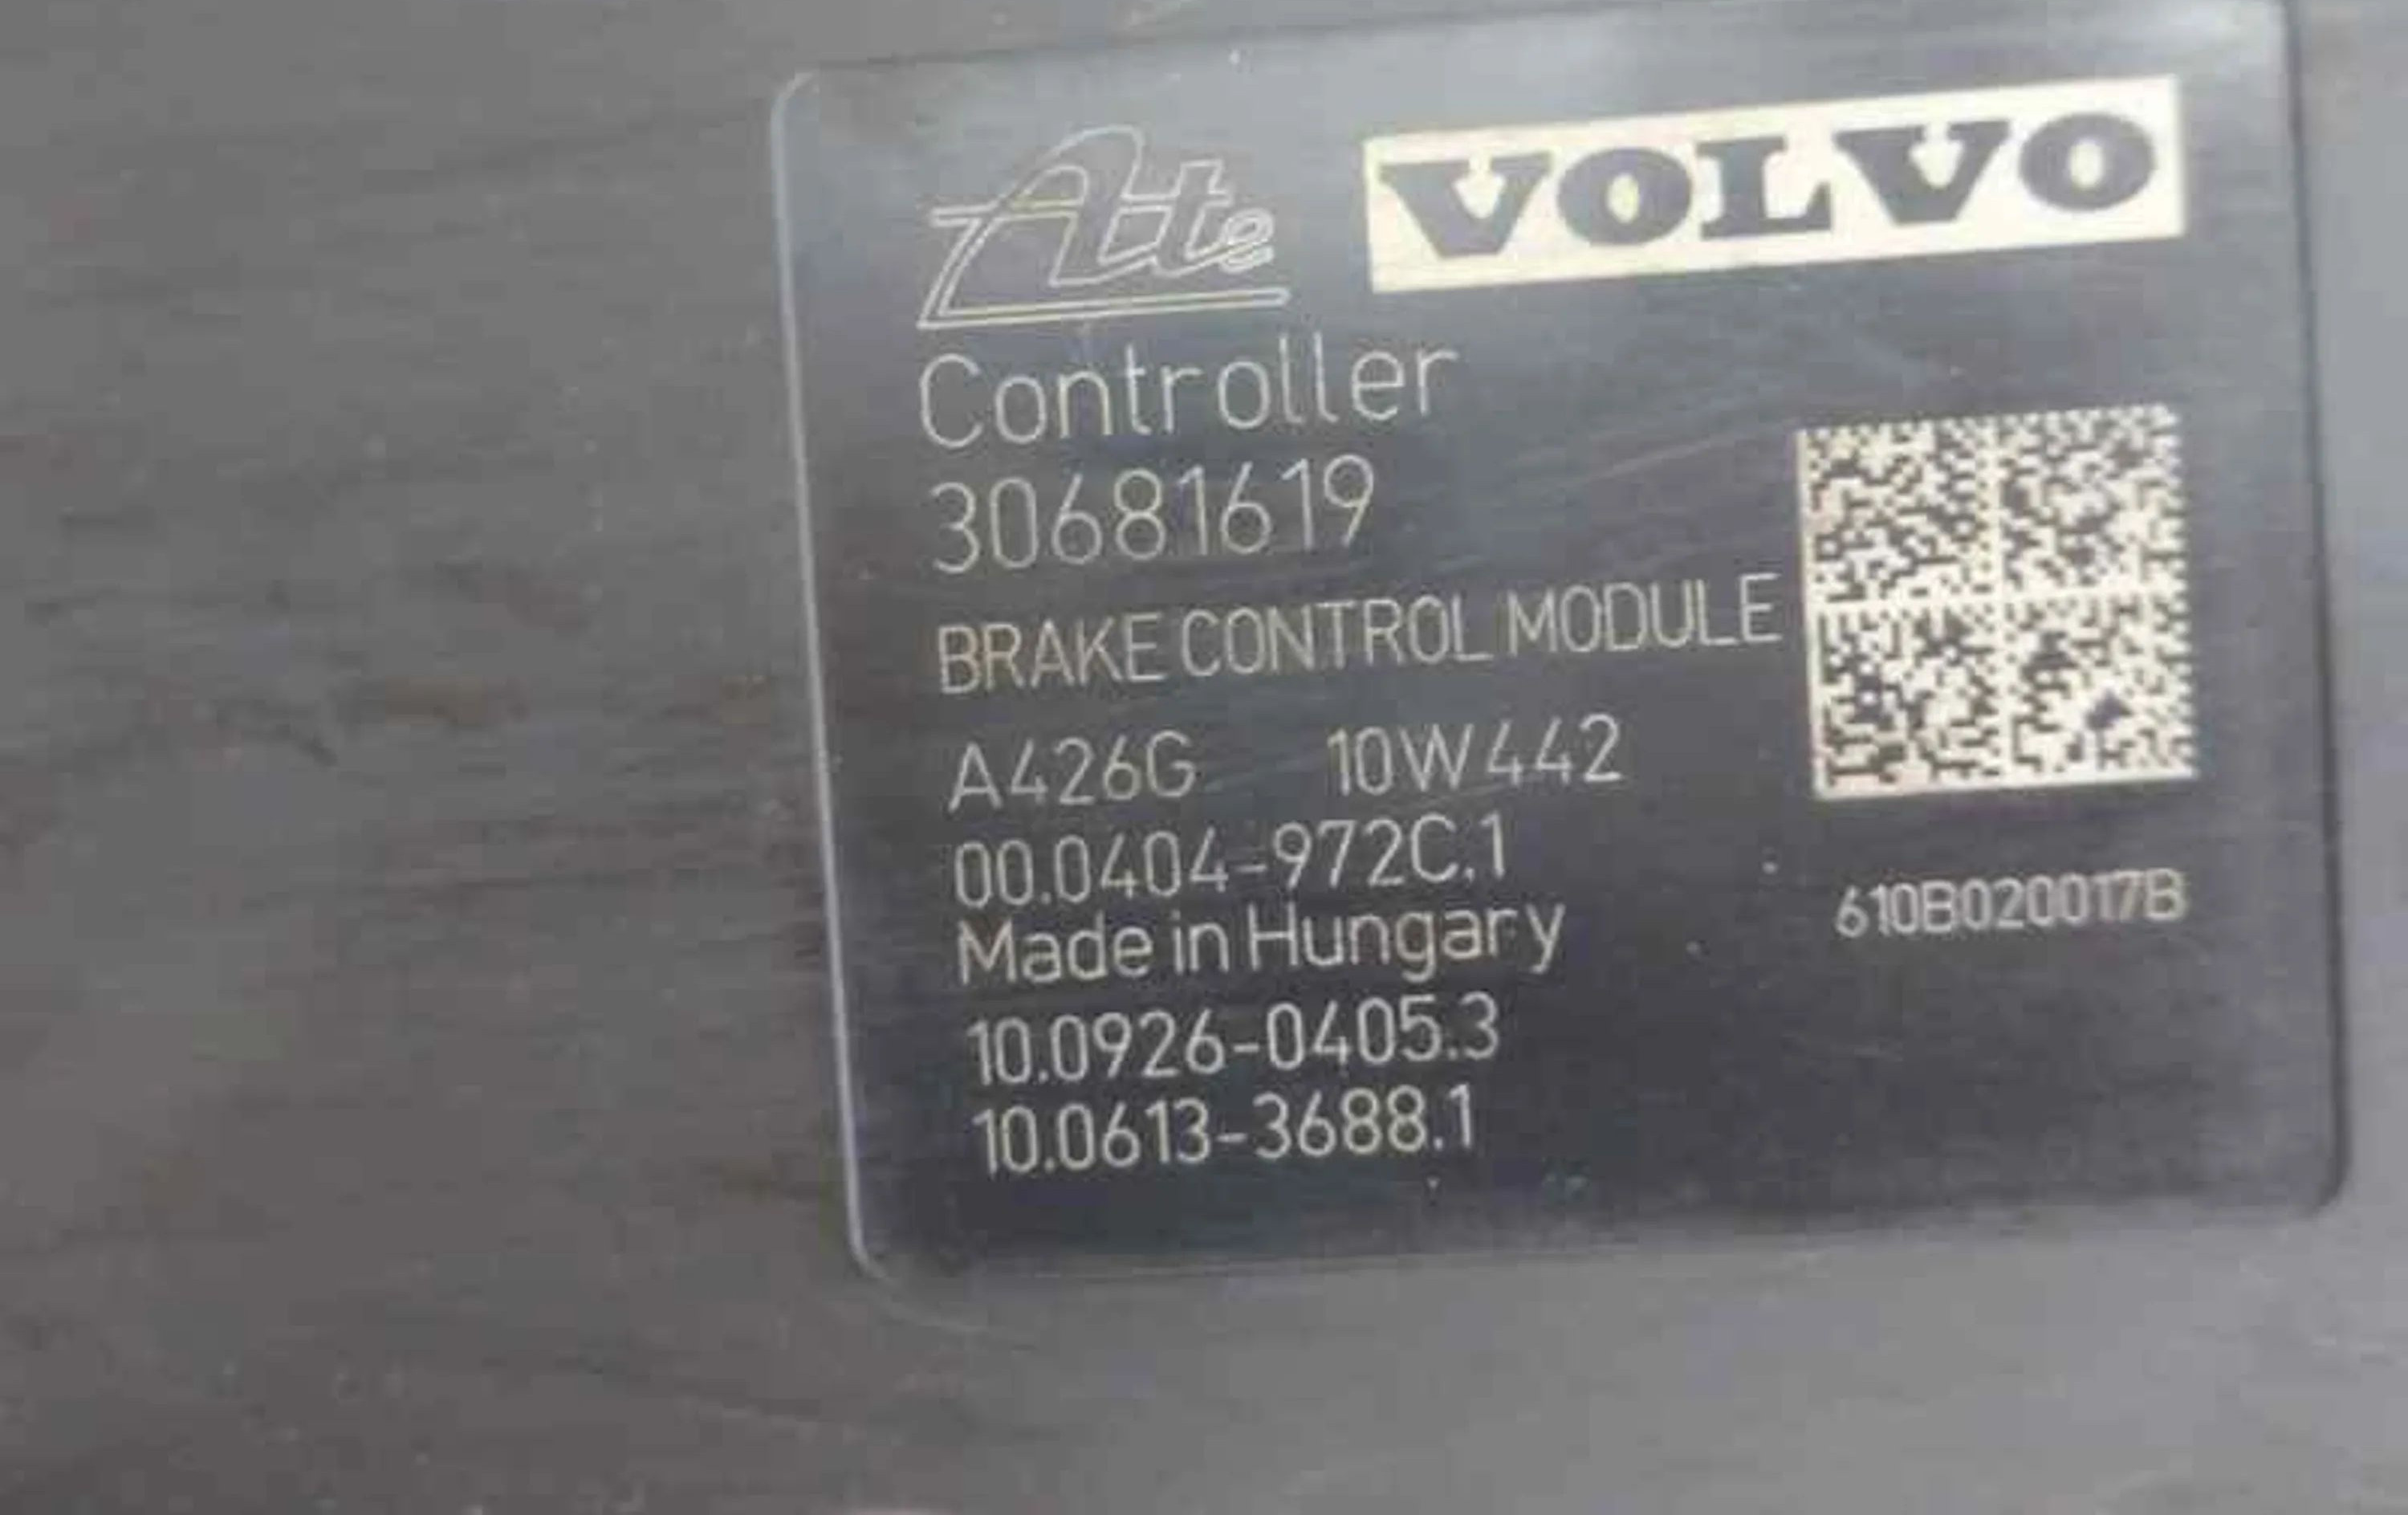 Ate VOLVO
Controller
30681619
BRAKE CONTROL MODULE
A426G 10W442
00.0404-972C.1
Made in Hungary
610B020017B
10.0926-0405.3
10.0613-3688.1